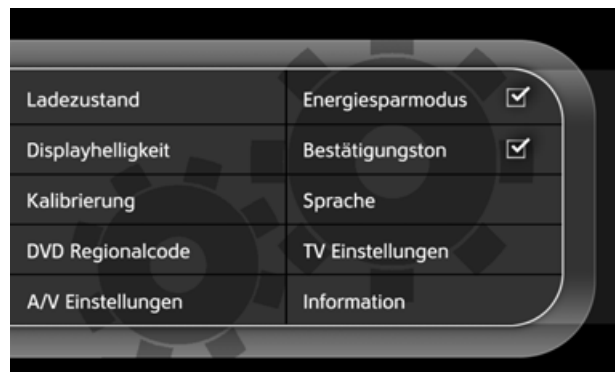 Ladezustand
Energiesparmodus
Displayhelligkeit
Bestätigungston
Kalibrierung
Sprache
DVD Regionalcode
TV Einstellungen
A/V Einstellungen
Information